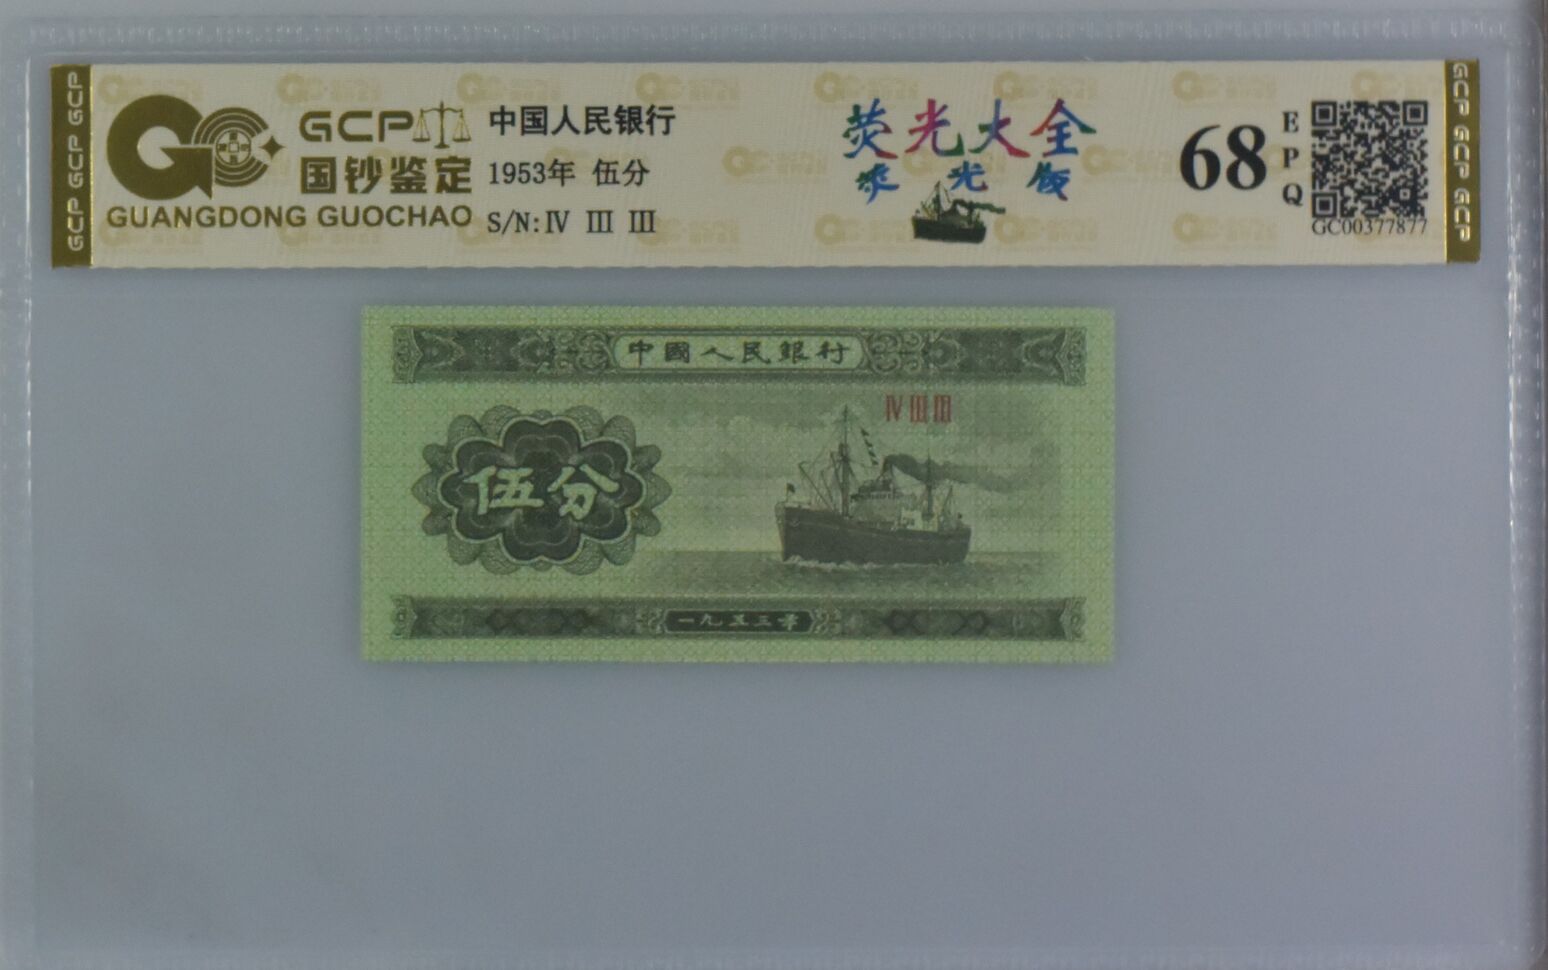 GCP GCP GCP
GCP
国钞鉴定
GUANGDONG GUOCHAO
中国人民银行
1953年 伍分
S/N:Ⅳ Ⅲ Ⅲ
荧光大全
光
68
EPQ
GC00377877
GCP GCP GCP
中國人民銀行
Ⅳ Ⅲ Ⅲ
伍分
一九五三年